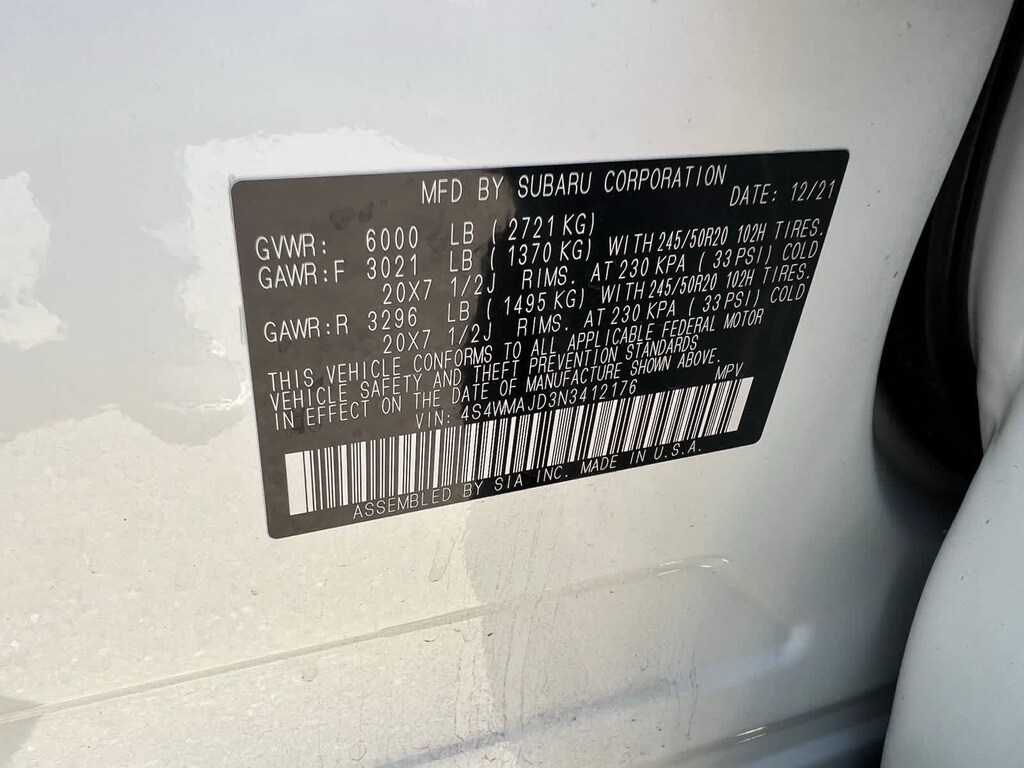 MFD BY SUBARU CORPORATION DATE: 12/21
GVWR: 6000 LB ( 2721 KG)
GAWR:F 3021 LB ( 1370 KG) WITH 245/50R20 102H TIRES.
20X7 1/2J RIMS. AT 230 KPA ( 33 PSI) COLD
GAWR:R 3296 LB ( 1495 KG) WITH 245/50R20 102H TIRES.
20X7 1/2J RIMS. AT 230 KPA ( 33 PSI) COLD
THIS VEHICLE CONFORMS TO ALL APPLICABLE FEDERAL MOTOR
VEHICLE SAFETY AND THEFT PREVENTION STANDARDS
IN EFFECT ON THE DATE OF MANUFACTURE SHOWN ABOVE.
VIN: 4S4WMAJD3N3412176 MPV
ASSEMBLED BY SIA INC. MADE IN U.S.A.